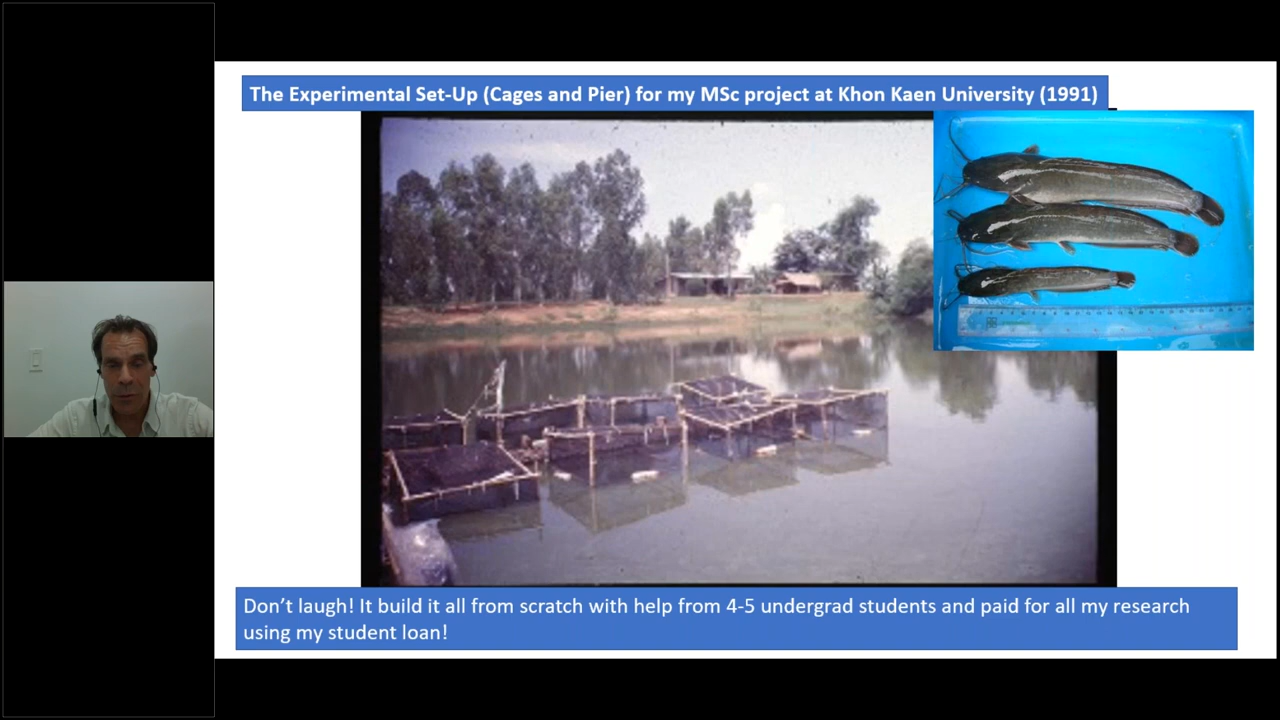 The Experimental Set-Up (Cages and Pier) for my MSc project at Khon Kaen University (1991)
Don’t laugh! It build it all from scratch with help from 4-5 undergrad students and paid for all my research
using my student loan!